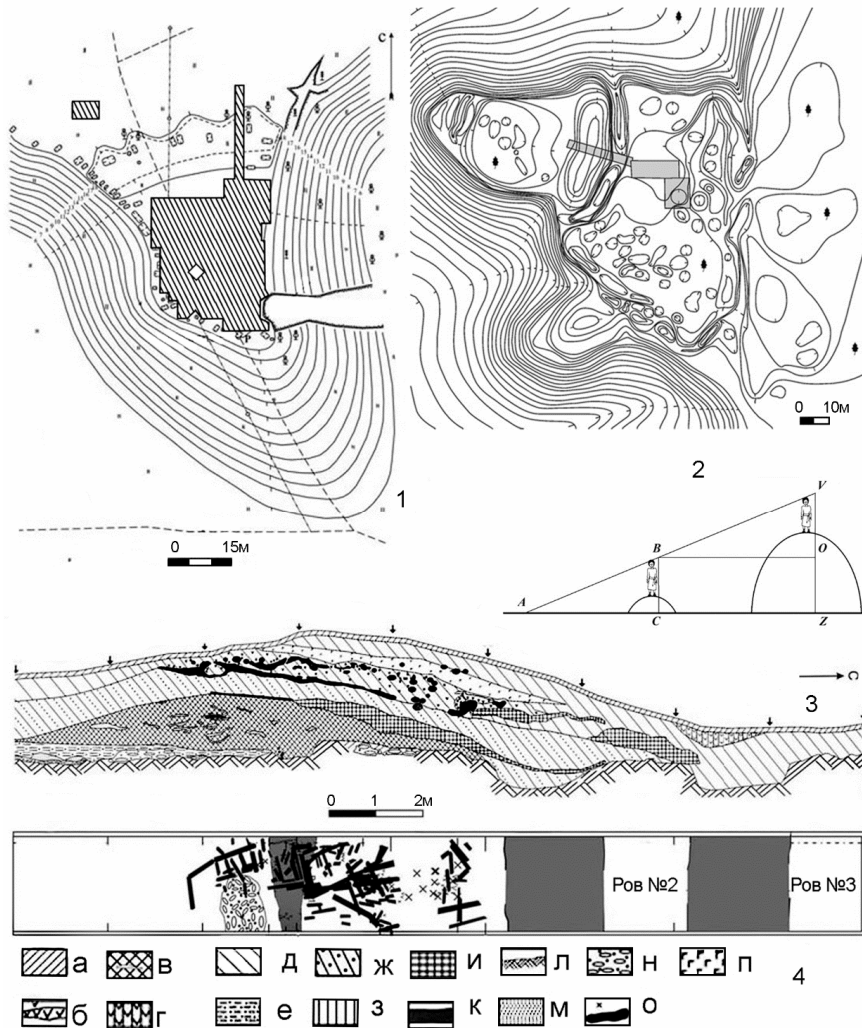 С
1
0 15м
2
0 10м
V
B
O
A
C
Z
С
3
0 1 2м
Ров №2
Ров №3
4
а в д ж и л н п
б г е з к м о